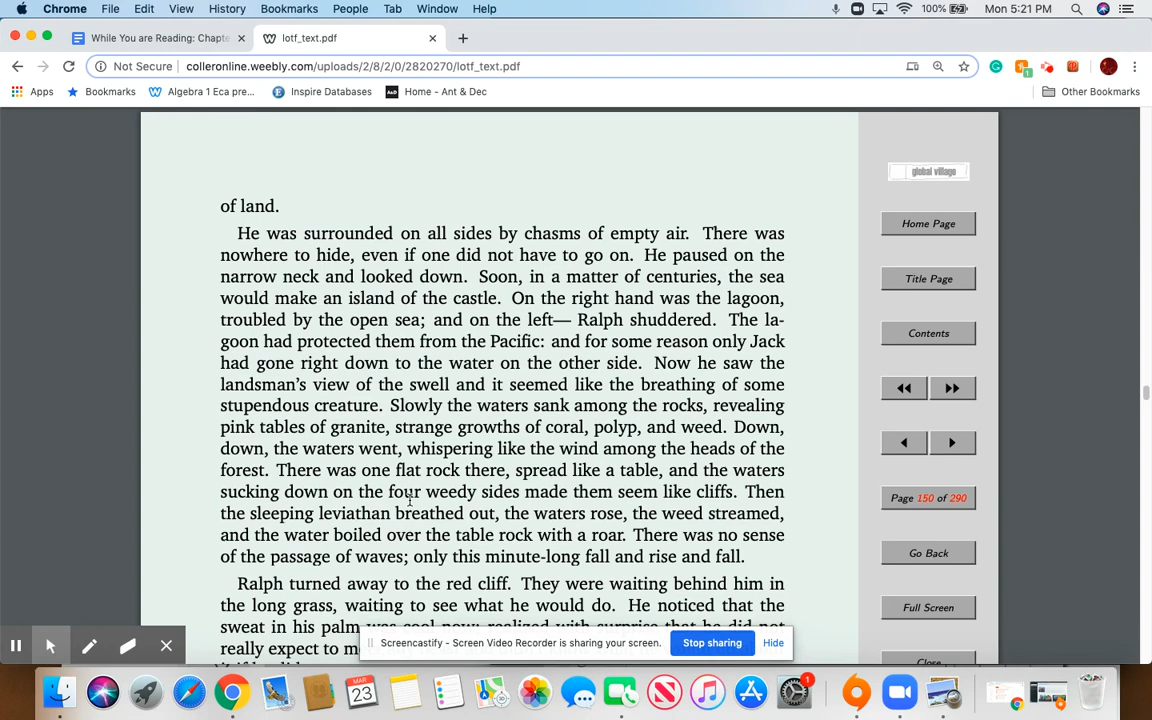 Chrome File Edit View History Bookmarks People Tab Window Help 100% Mon 5:21 PM
While You are Reading: Chapte × lotf_text.pdf × +
Not Secure | colleronline.weebly.com/uploads/2/8/2/0/2820270/lotf_text.pdf
Apps Bookmarks Algebra 1 Eca pre... Inspire Databases Home - Ant & Dec Other Bookmarks
global village
of land.
He was surrounded on all sides by chasms of empty air. There was
nowhere to hide, even if one did not have to go on. He paused on the
narrow neck and looked down. Soon, in a matter of centuries, the sea
would make an island of the castle. On the right hand was the lagoon,
troubled by the open sea; and on the left— Ralph shuddered. The la-
goon had protected them from the Pacific: and for some reason only Jack
had gone right down to the water on the other side. Now he saw the
landsman's view of the swell and it seemed like the breathing of some
stupendous creature. Slowly the waters sank among the rocks, revealing
pink tables of granite, strange growths of coral, polyp, and weed. Down,
down, the waters went, whispering like the wind among the heads of the
forest. There was one flat rock there, spread like a table, and the waters
sucking down on the four weedy sides made them seem like cliffs. Then
the sleeping leviathan breathed out, the waters rose, the weed streamed,
and the water boiled over the table rock with a roar. There was no sense
of the passage of waves; only this minute-long fall and rise and fall.
Ralph turned away to the red cliff. They were waiting behind him in
the long grass, waiting to see what he would do. He noticed that the
sweat in his palm was cool now; realized with surprise that he did not
really expect to m
Home Page
Title Page
Contents
Page 150 of 290
Go Back
Full Screen
Close
Screencastify - Screen Video Recorder is sharing your screen. Stop sharing Hide
MAR
23
1